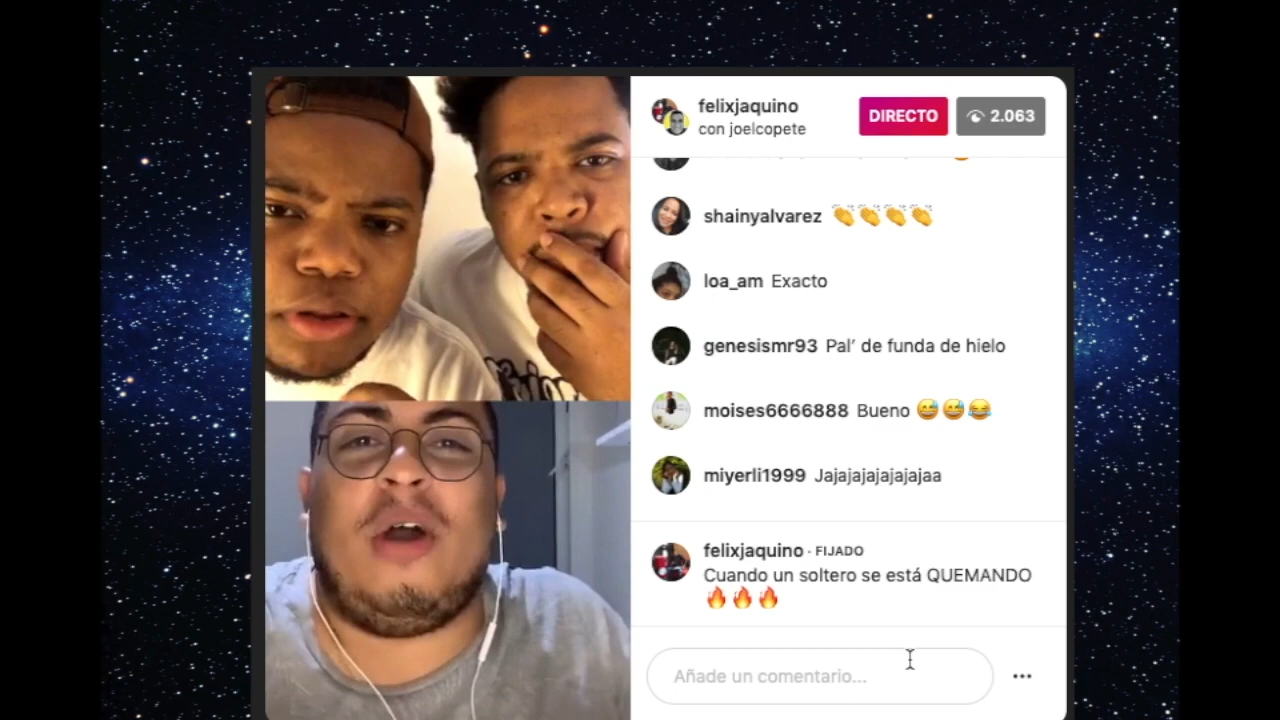 felixjaquino
con joelcopete
DIRECTO
2.063
shainyalvarez 👏👏👏👏
loa_am Exacto
genesismr93 Pal' de funda de hielo
moises6666888 Bueno 😅😅😂
miyerli1999 Jajajajajajajajaa
felixjaquino · FIJADO
Cuando un soltero se está QUEMANDO
🔥🔥🔥
Añade un comentario...